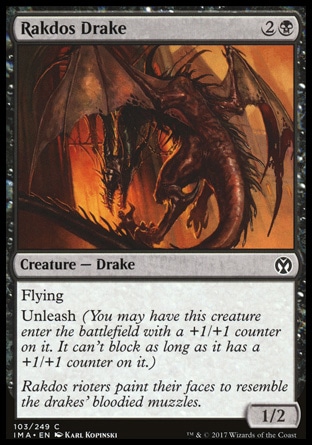 Rakdos Drake 2
Creature — Drake
Flying
Unleash (You may have this creature
enter the battlefield with a +1/+1 counter
on it. It can't block as long as it has a
+1/+1 counter on it.)
Rakdos rioters paint their faces to resemble
the drakes' bloodied muzzles.
1/2
103/249 C
IMA • EN Karl Kopinski
™ & © 2017 Wizards of the Coast